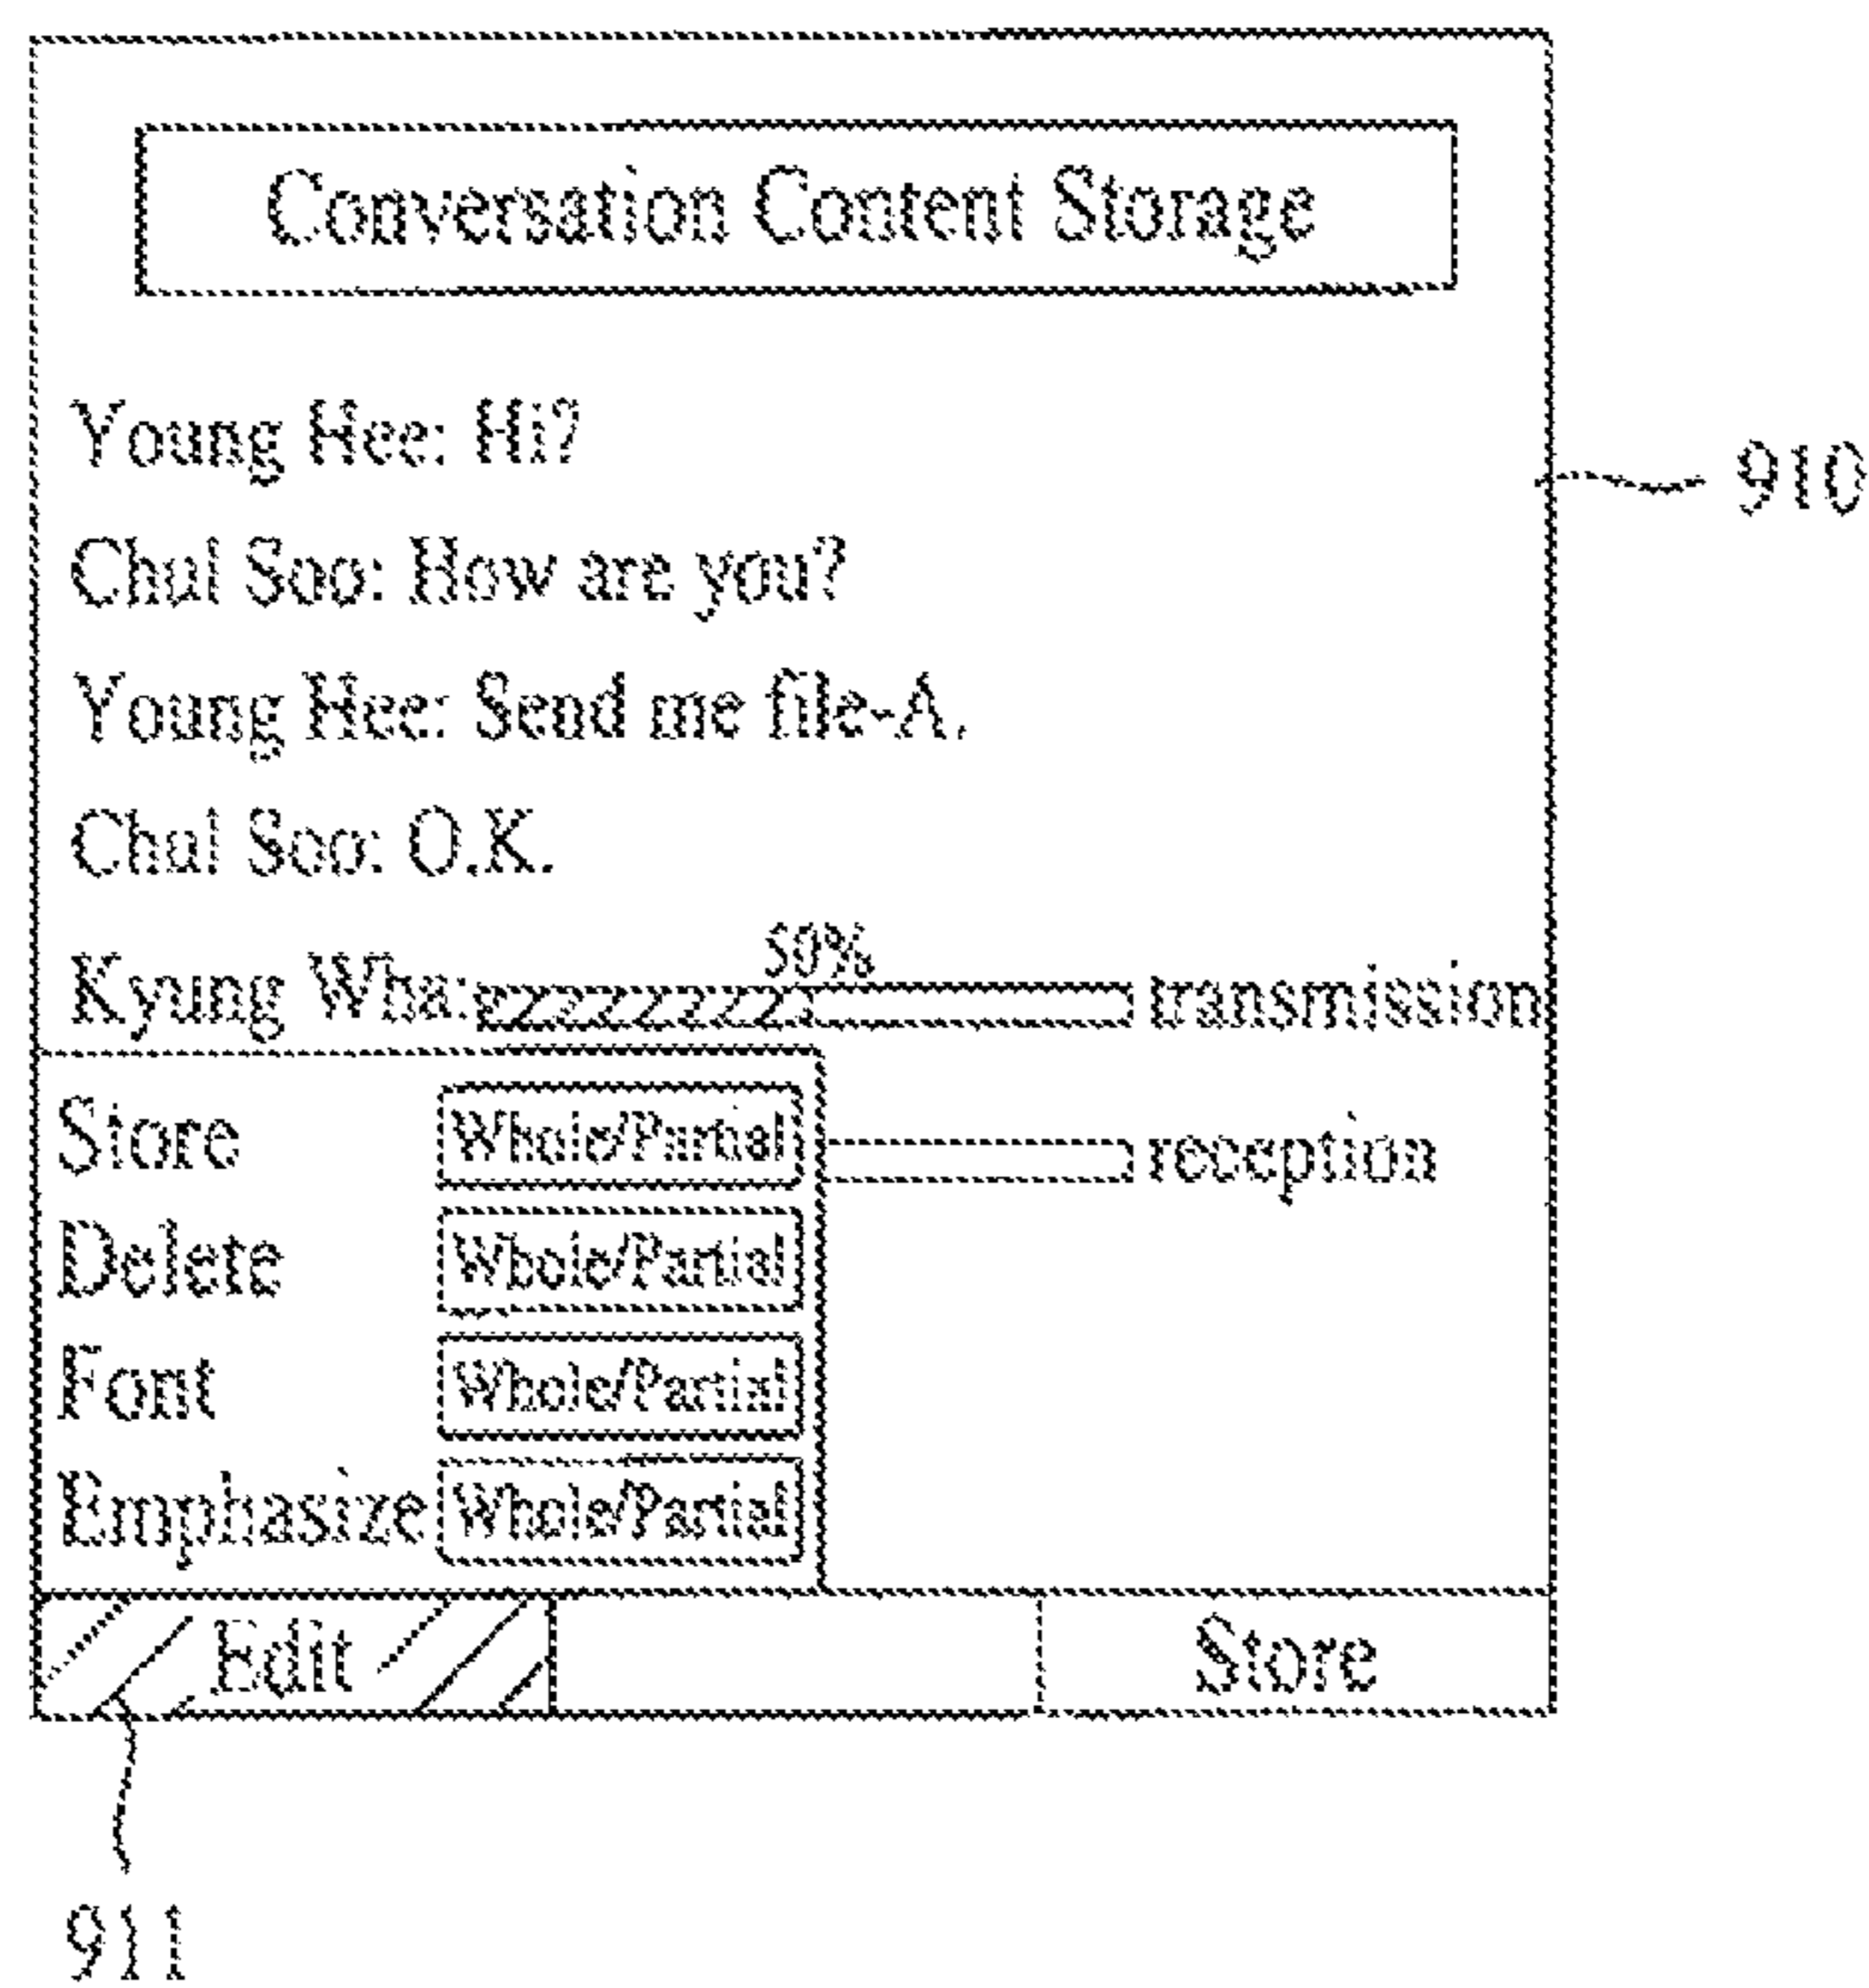 Conversation Content Storage
Young Hee: Hi?
910
Chul Soo: How are you?
Young Hee: Send me file-A.
Chul Soo: O.K.
50%
Kyung Wha: transmission
Store Whole/Partial reception
Delete Whole/Partial
Font Whole/Partial
Emphasize Whole/Partial
Edit Store
911